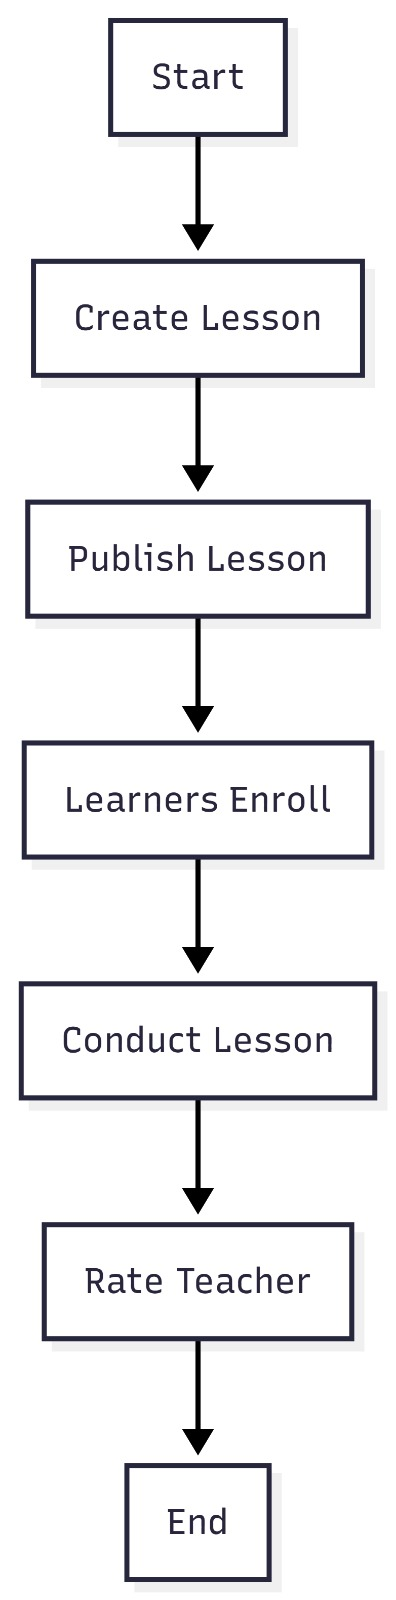 Start
Create Lesson
Publish Lesson
Learners Enroll
Conduct Lesson
Rate Teacher
End